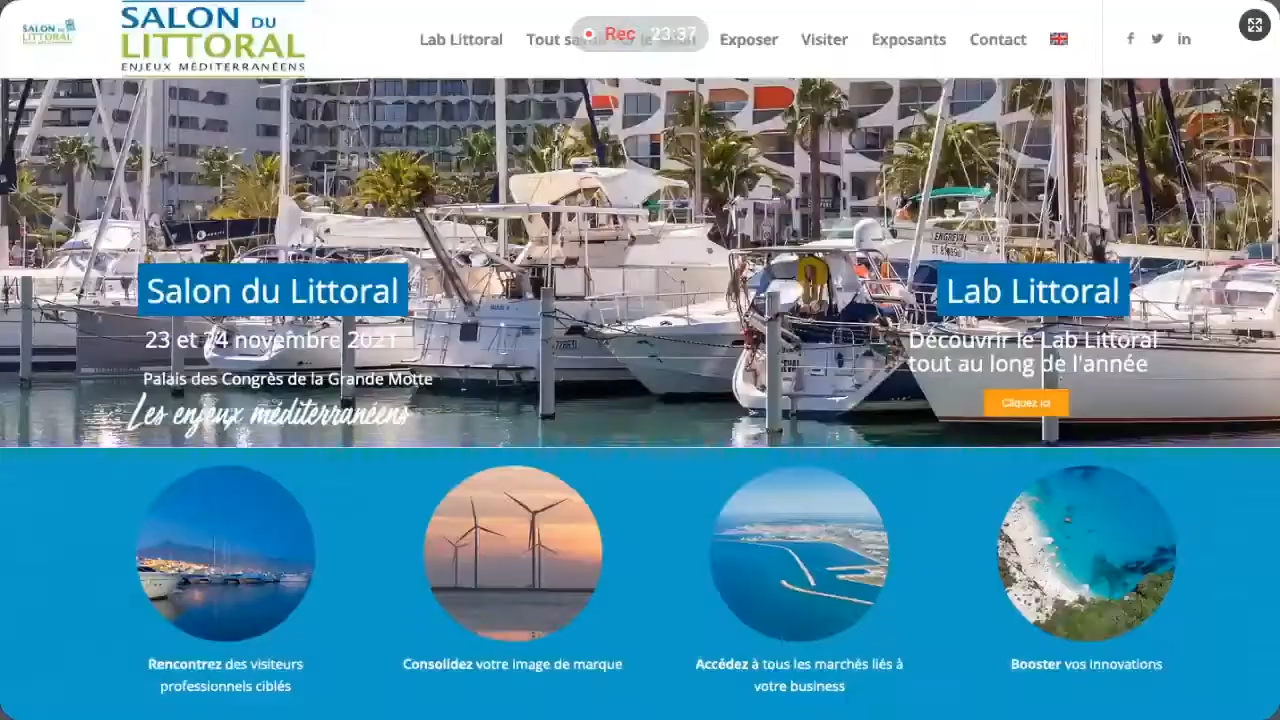 SALON DU
LITTORAL
ENJEUX MÉDITERRANÉENS
SALON DU
LITTORAL
ENJEUX MÉDITERRANÉENS
Rec 23:37
Lab Littoral
Tout
Exposer
Visiter
Exposants
Contact
Salon du Littoral
23 et 24 novembre 2021
Palais des Congrès de la Grande Motte
Les enjeux méditerranéens
Lab Littoral
Découvrir le Lab Littoral
tout au long de l'année
Cliquez ici
Rencontrez des visiteurs
professionnels ciblés
Consolidez votre image de marque
Accédez à tous les marchés liés à
votre business
Booster vos innovations